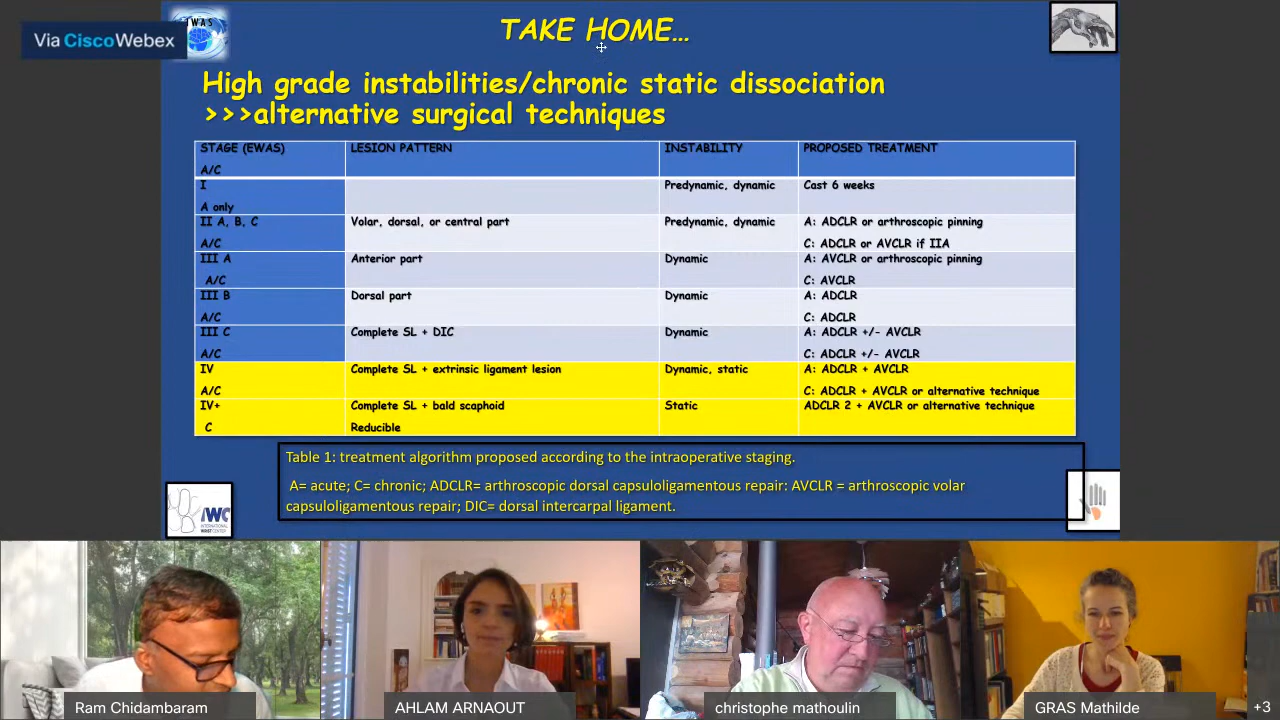 Via Cisco Webex
EWAS
TAKE HOME...
High grade instabilities/chronic static dissociation
>>>alternative surgical techniques
STAGE (EWAS) LESION PATTERN INSTABILITY PROPOSED TREATMENT
A/C
I Predynamic, dynamic Cast 6 weeks
A only
II A, B, C Volar, dorsal, or central part Predynamic, dynamic A: ADCLR or arthroscopic pinning
A/C C: ADCLR or AVCLR if IIA
III A Anterior part Dynamic A: AVCLR or arthroscopic pinning
A/C C: AVCLR
III B Dorsal part Dynamic A: ADCLR
A/C C: ADCLR
III C Complete SL + DIC Dynamic A: ADCLR +/- AVCLR
A/C C: ADCLR +/- AVCLR
IV Complete SL + extrinsic ligament lesion Dynamic, static A: ADCLR + AVCLR
A/C C: ADCLR + AVCLR or alternative technique
IV+ Complete SL + bald scaphoid Static ADCLR 2 + AVCLR or alternative technique
C Reducible
Table 1: treatment algorithm proposed according to the intraoperative staging.
A= acute; C= chronic; ADCLR= arthroscopic dorsal capsuloligamentous repair: AVCLR = arthroscopic volar
capsuloligamentous repair; DIC= dorsal intercarpal ligament.
IWC
INTERNATIONAL
WRIST CENTER
Ram Chidambaram
AHLAM ARNAOUT
christophe mathoulin
GRAS Mathilde
+3